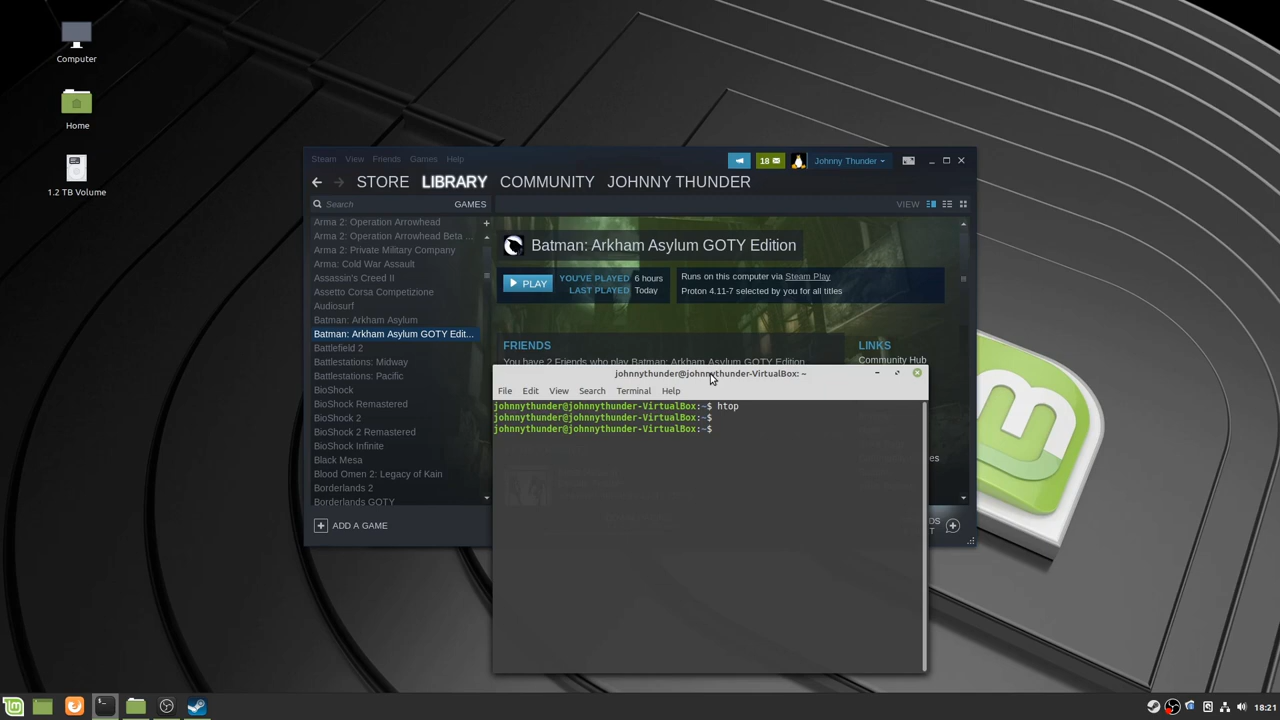 Computer
Home
1.2 TB Volume
Steam View Friends Games Help
18
Johnny Thunder
STORE LIBRARY COMMUNITY JOHNNY THUNDER
Search GAMES
VIEW
Arma 2: Operation Arrowhead
Arma 2: Operation Arrowhead Beta ...
Arma 2: Private Military Company
Arma: Cold War Assault
Assassin's Creed II
Assetto Corsa Competizione
Audiosurf
Batman: Arkham Asylum
Batman: Arkham Asylum GOTY Edit...
Battlefield 2
Battlestations: Midway
Battlestations: Pacific
BioShock
BioShock Remastered
BioShock 2
BioShock 2 Remastered
BioShock Infinite
Black Mesa
Blood Omen 2: Legacy of Kain
Borderlands 2
Borderlands GOTY
ADD A GAME
Batman: Arkham Asylum GOTY Edition
PLAY
YOU'VE PLAYED 6 hours
LAST PLAYED Today
Runs on this computer via Steam Play
Proton 4.11-7 selected by you for all titles
FRIENDS
You have 2 Friends who play Batman: Arkham Asylum GOTY Edition
LINKS
Community Hub
es
DS
T
johnnythunder@johnnythunder-VirtualBox: ~
File Edit View Search Terminal Help
johnnythunder@johnnythunder-VirtualBox:~$ htop
johnnythunder@johnnythunder-VirtualBox:~$
johnnythunder@johnnythunder-VirtualBox:~$
18:21